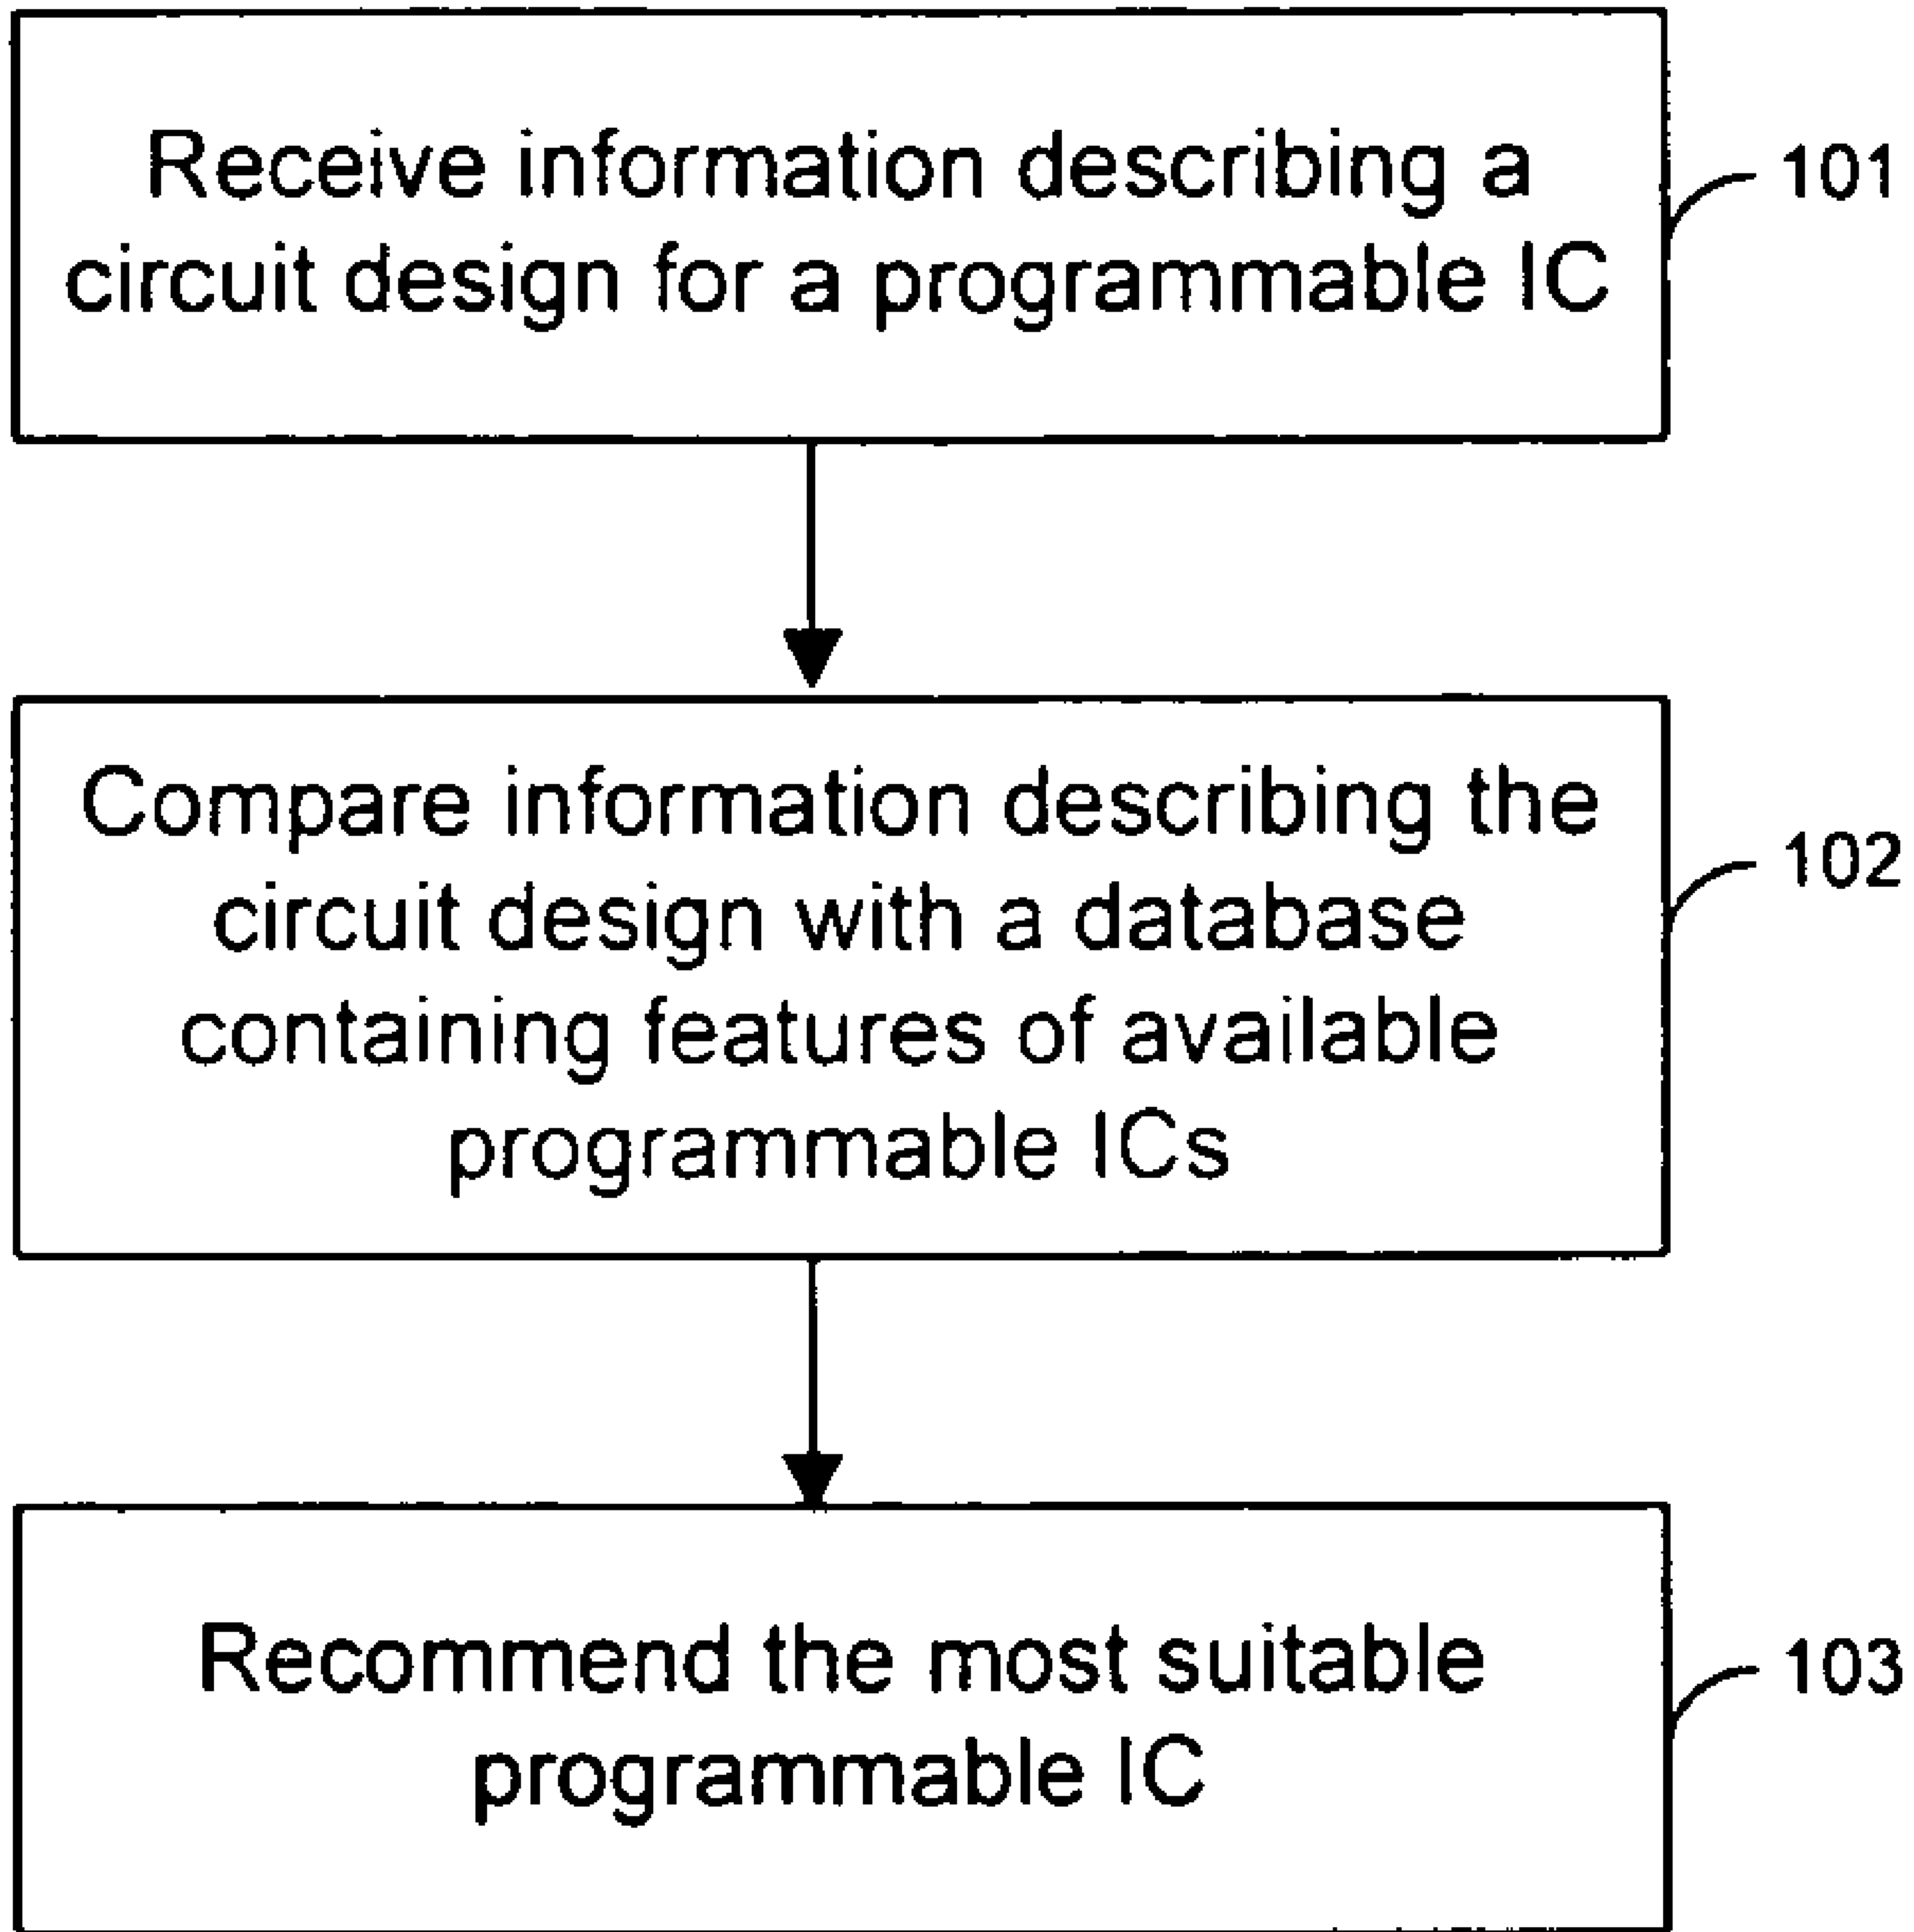 Receive information describing a
circuit design for a programmable IC
101
Compare information describing the
circuit design with a database
containing features of available
programmable ICs
102
Recommend the most suitable
programmable IC
103